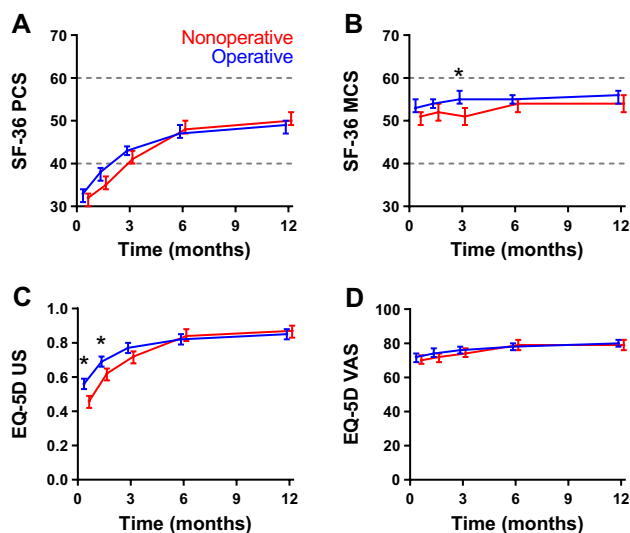 A
Nonoperative
Operative
SF-36 PCS
70
60
50
40
30
0 3 6 9 12
Time (months)
B
*
SF-36 MCS
70
60
50
40
30
0 3 6 9 12
Time (months)
C
* *
EQ-5D US
1.0
0.8
0.6
0.4
0.2
0.0
0 3 6 9 12
Time (months)
D
EQ-5D VAS
100
80
60
40
20
0
0 3 6 9 12
Time (months)